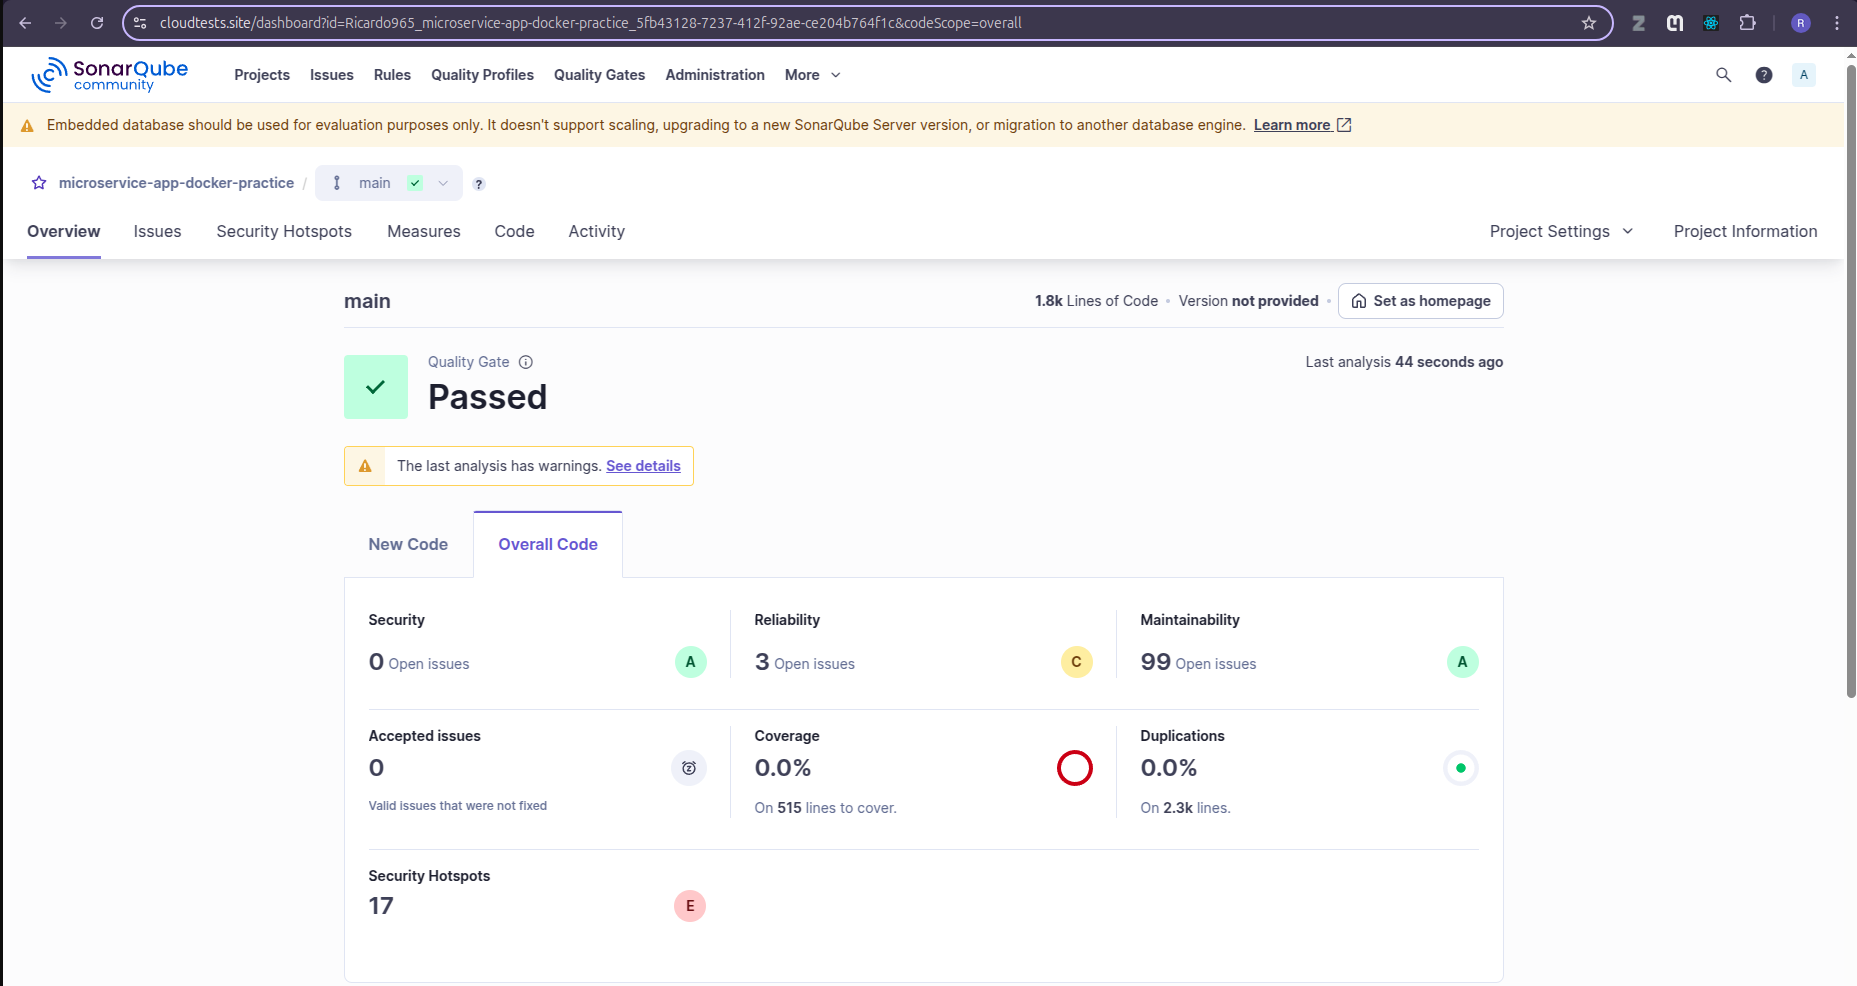 cloudtests.site/dashboard?id=Ricardo965_microservice-app-docker-practice_5fb43128-7237-412f-92ae-ce204b764f1c&codeScope=overall
R
SonarQube community
Projects Issues Rules Quality Profiles Quality Gates Administration More
? A
Embedded database should be used for evaluation purposes only. It doesn't support scaling, upgrading to a new SonarQube Server version, or migration to another database engine. Learn more
microservice-app-docker-practice / main ?
Overview Issues Security Hotspots Measures Code Activity Project Settings Project Information
main 1.8k Lines of Code • Version not provided • Set as homepage
Quality Gate Last analysis 44 seconds ago
Passed
The last analysis has warnings. See details
New Code Overall Code
Security Reliability Maintainability
0 Open issues A 3 Open issues C 99 Open issues A
Accepted issues Coverage Duplications
0 0.0% 0.0%
Valid issues that were not fixed On 515 lines to cover. On 2.3k lines.
Security Hotspots
17 E